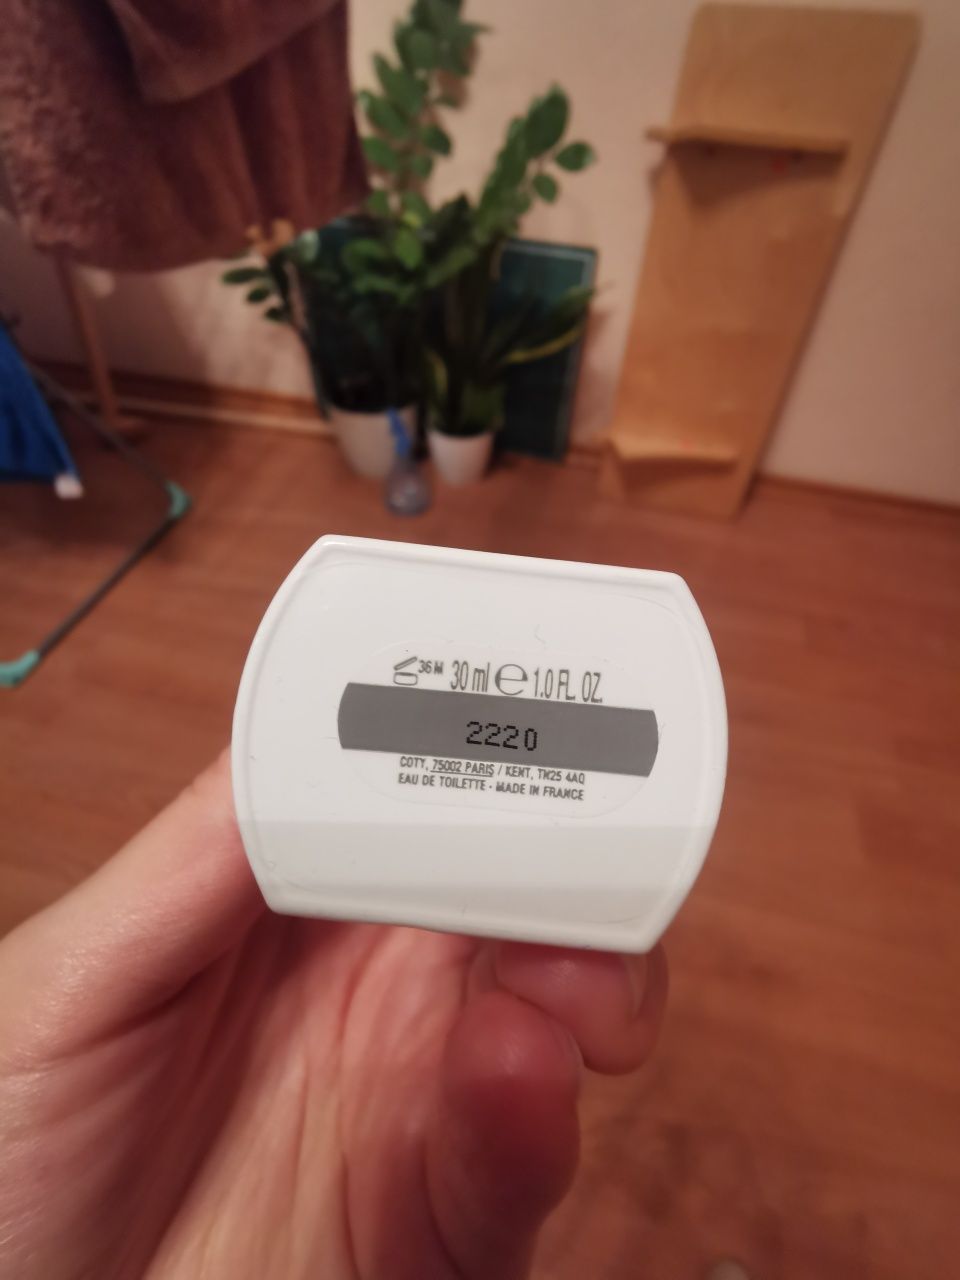 36 M 30 ml ℮ 1.0 FL. OZ.
2220
COTY, 75002 PARIS / KENT, TN25 4AQ
EAU DE TOILETTE - MADE IN FRANCE